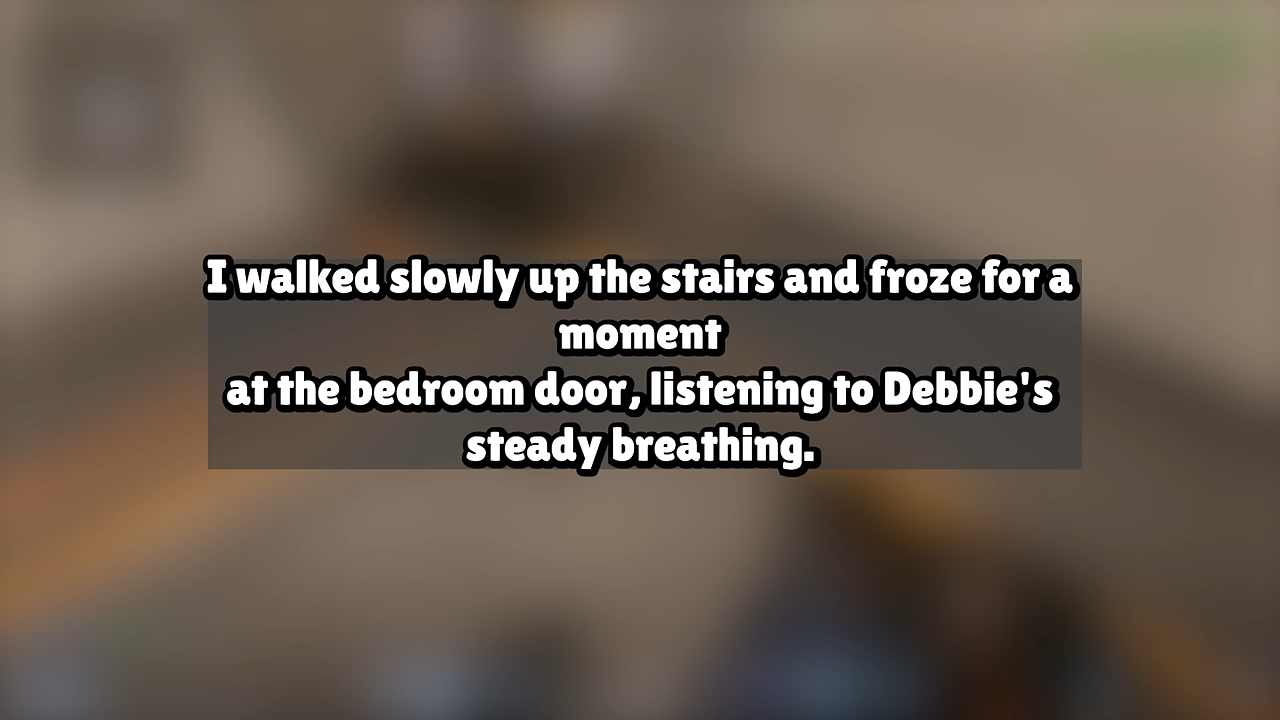 I walked slowly up the stairs and froze for a
moment
at the bedroom door, listening to Debbie's
steady breathing.